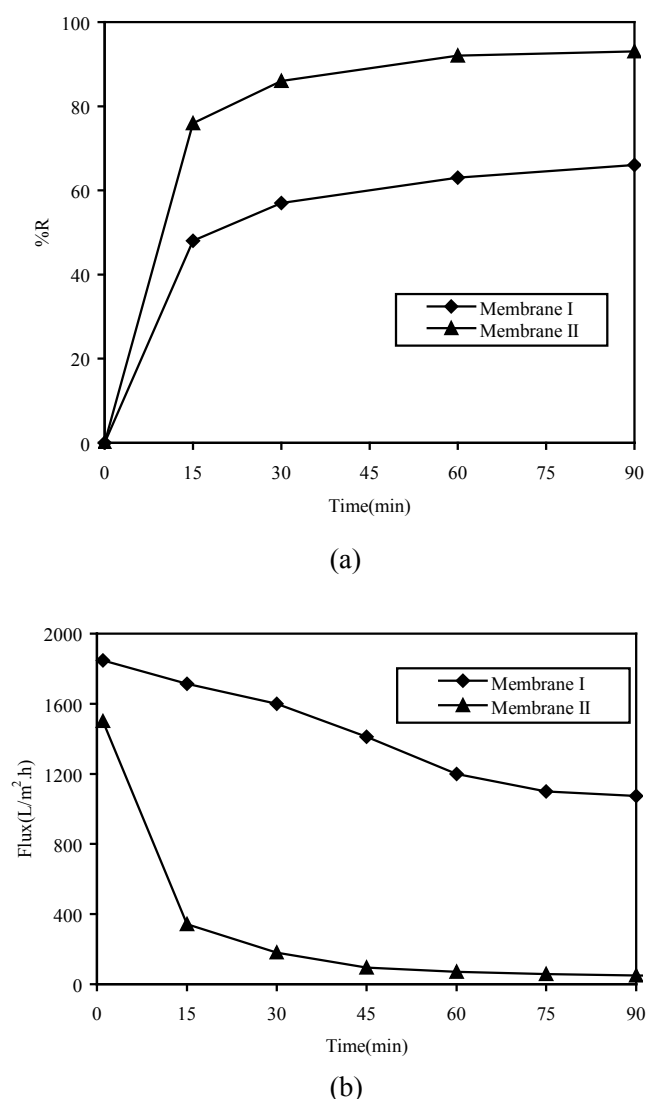 100
80
60
%R
40
20
0
Membrane I
Membrane II
0 15 30 45 60 75 90
Time(min)
(a)
2000
1600
1200
Flux(L/m².h)
800
400
0
Membrane I
Membrane II
0 15 30 45 60 75 90
Time(min)
(b)